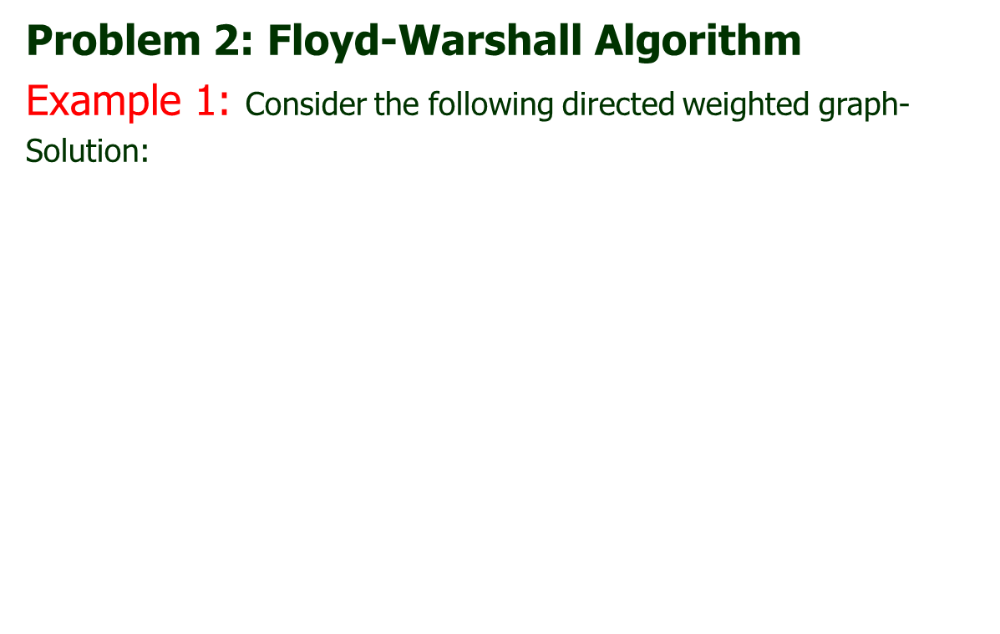 Problem 2: Floyd-Warshall Algorithm
Example 1: Consider the following directed weighted graph-
Solution: